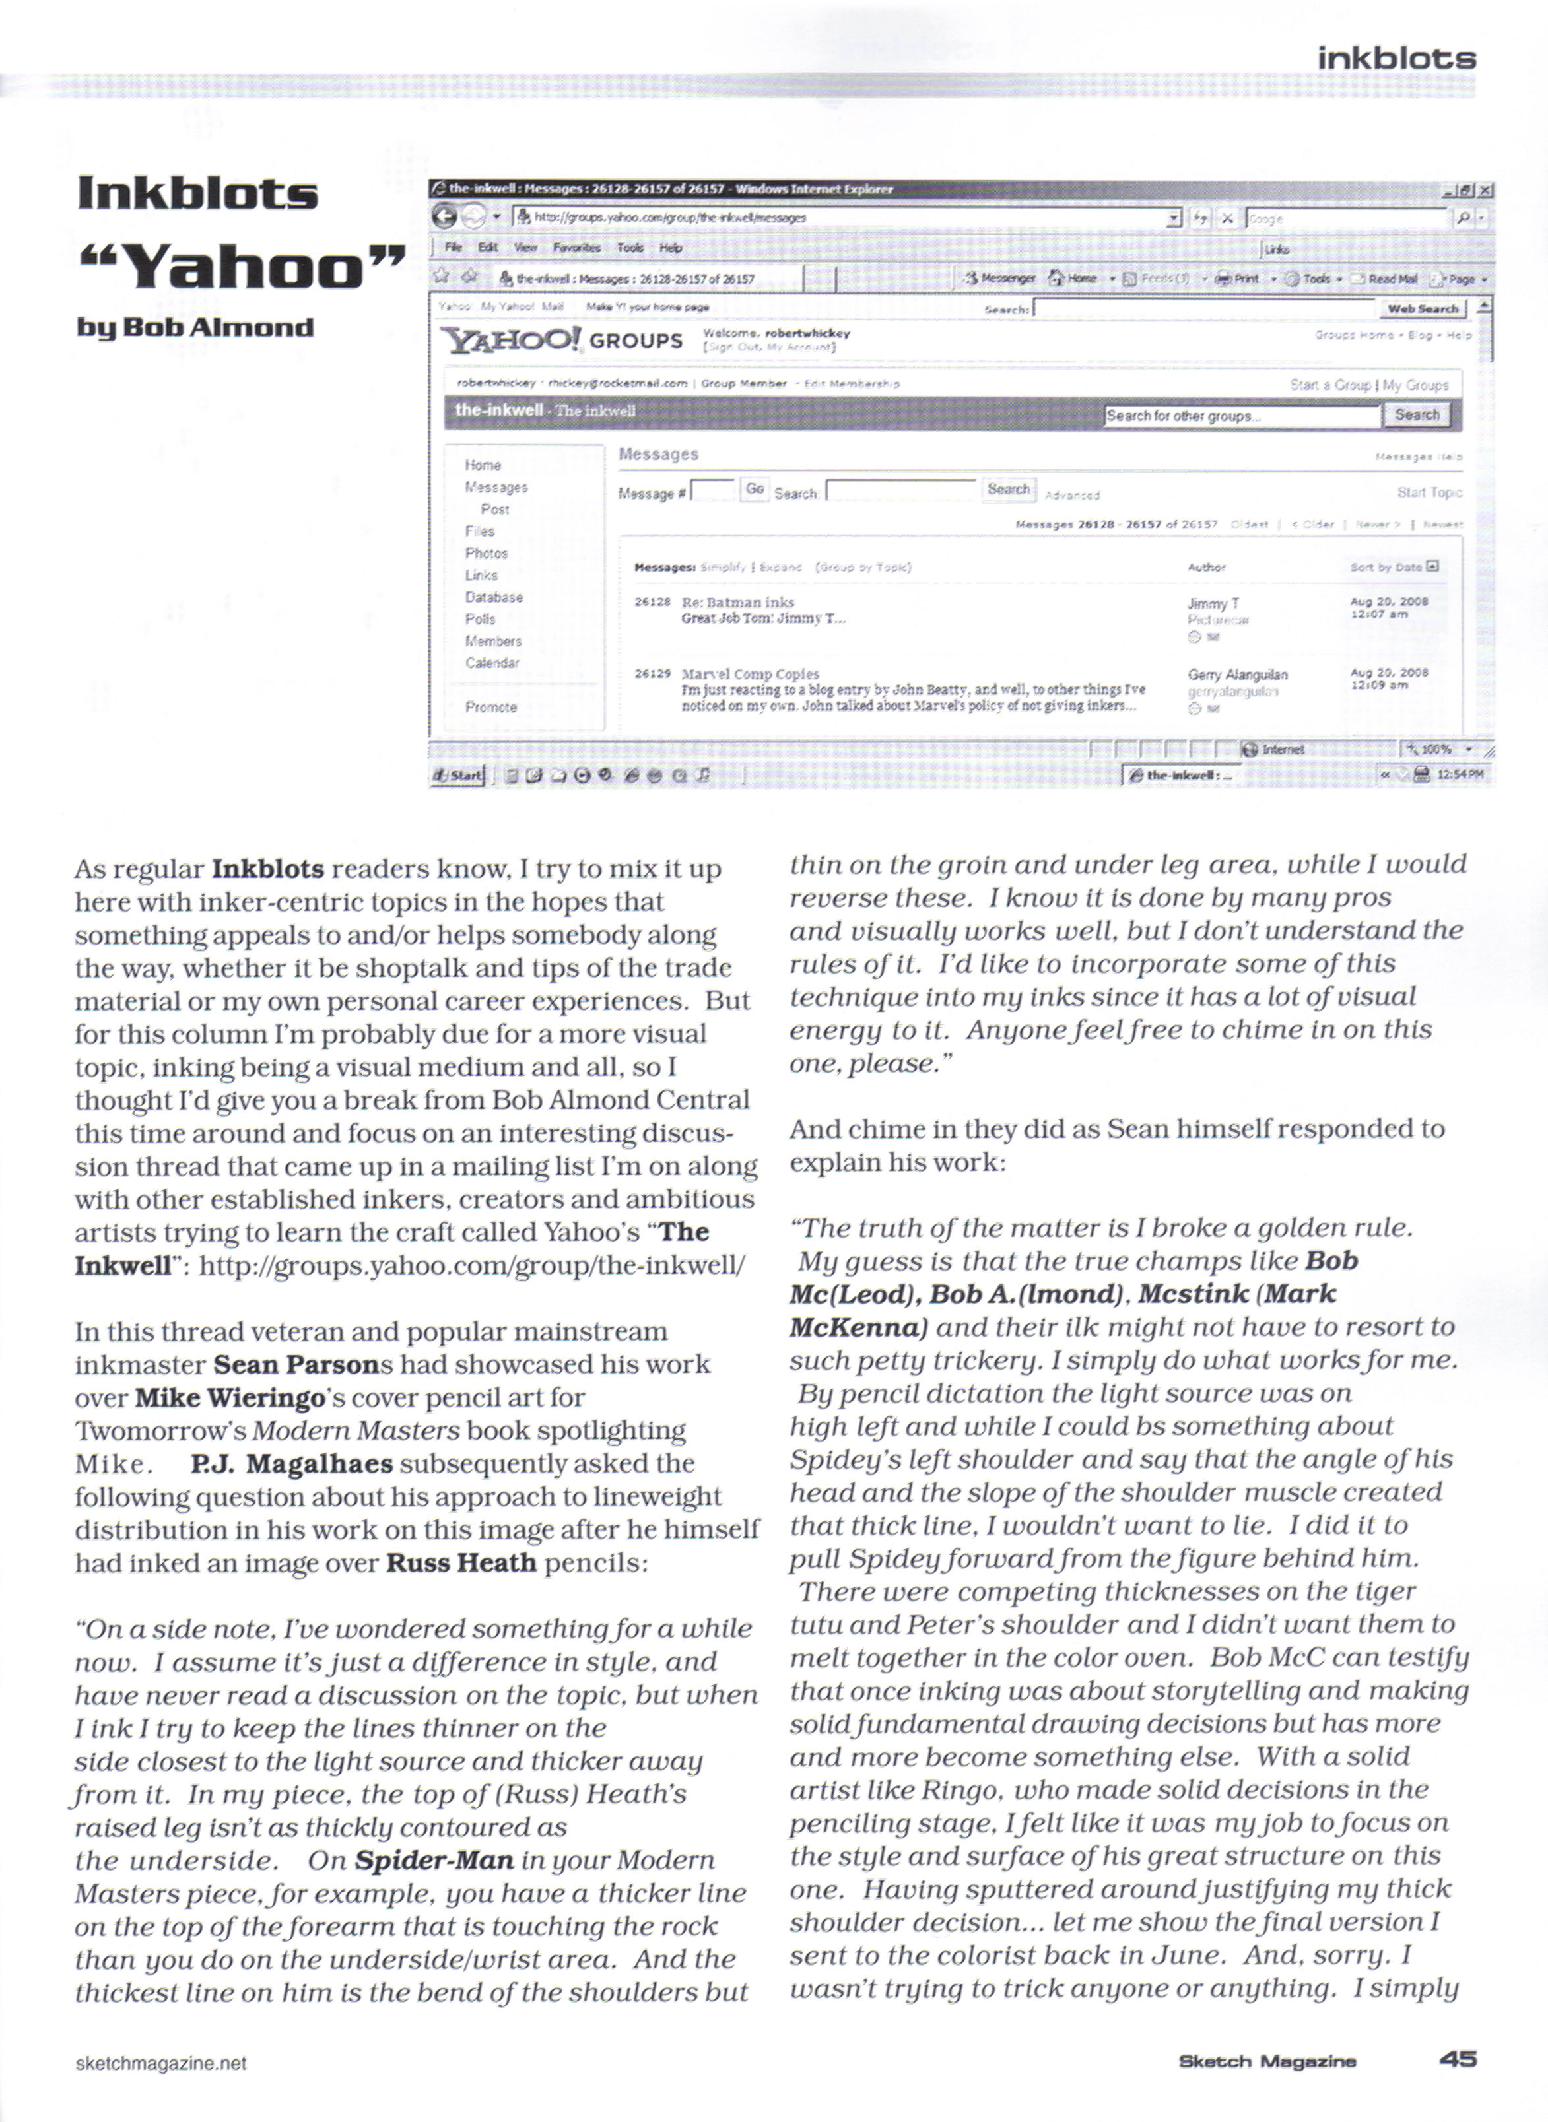 inkblots
Inkblots
“Yahoo”
by Bob Almond
the-inkwell : Messages : 26128-26157 of 26157 - Windows Internet Explorer
http://groups.yahoo.com/group/the-inkwell/messages
Google
File Edit View Favorites Tools Help
Links
the-inkwell : Messages : 26128-26157 of 26157
Messenger Home Feeds (J) Print Tools Read Mail Page
Yahoo! My Yahoo! Mail Make Y! your home page
Search:
Web Search
YAHOO! GROUPS
Welcome, robertwhickey
[Sign Out, My Account]
Groups Home - Blog - Help
robertwhickey · rhickey@rocketmail.com | Group Member - Edit Membership
Start a Group | My Groups
the-inkwell · The inkwell
Search for other groups...
Search
Home
Messages
Post
Files
Photos
Links
Database
Polls
Members
Calendar
Promote
Messages
Messages Help
Message # Go Search: Search Advanced
Start Topic
Messages 26128 - 26157 of 26157 Oldest | < Older | Newer > | Newest
Messages: Simplify | Expand (Group by Topic) Author Sort by Date
26128 Re: Batman inks
Great Job Tom! Jimmy T...
Jimmy T
Aug 20, 2008
12:07 am
26129 Marvel Comp Copies
I'm just reacting to a blog entry by John Beatty, and well, to other things I've
noticed on my own. John talked about Marvel's policy of not giving inkers...
Gerry Alanguilan
gerryalanguilan
Aug 20, 2008
12:09 am
Internet
100%
Start
the-inkwell : ...
12:54 PM
As regular Inkblots readers know, I try to mix it up
here with inker-centric topics in the hopes that
something appeals to and/or helps somebody along
the way, whether it be shoptalk and tips of the trade
material or my own personal career experiences. But
for this column I'm probably due for a more visual
topic, inking being a visual medium and all, so I
thought I'd give you a break from Bob Almond Central
this time around and focus on an interesting discus-
sion thread that came up in a mailing list I'm on along
with other established inkers, creators and ambitious
artists trying to learn the craft called Yahoo's “The
Inkwell”: http://groups.yahoo.com/group/the-inkwell/
In this thread veteran and popular mainstream
inkmaster Sean Parsons had showcased his work
over Mike Wieringo's cover pencil art for
Twomorrow's Modern Masters book spotlighting
Mike. P.J. Magalhaes subsequently asked the
following question about his approach to lineweight
distribution in his work on this image after he himself
had inked an image over Russ Heath pencils:
“On a side note, I've wondered something for a while
now. I assume it's just a difference in style, and
have never read a discussion on the topic, but when
I ink I try to keep the lines thinner on the
side closest to the light source and thicker away
from it. In my piece, the top of (Russ) Heath's
raised leg isn't as thickly contoured as
the underside. On Spider-Man in your Modern
Masters piece, for example, you have a thicker line
on the top of the forearm that is touching the rock
than you do on the underside/wrist area. And the
thickest line on him is the bend of the shoulders but
thin on the groin and under leg area, while I would
reverse these. I know it is done by many pros
and visually works well, but I don't understand the
rules of it. I'd like to incorporate some of this
technique into my inks since it has a lot of visual
energy to it. Anyone feel free to chime in on this
one, please.”
And chime in they did as Sean himself responded to
explain his work:
“The truth of the matter is I broke a golden rule.
My guess is that the true champs like Bob
Mc(Leod), Bob A.(lmond), Mcstink (Mark
McKenna) and their ilk might not have to resort to
such petty trickery. I simply do what works for me.
By pencil dictation the light source was on
high left and while I could bs something about
Spidey's left shoulder and say that the angle of his
head and the slope of the shoulder muscle created
that thick line, I wouldn't want to lie. I did it to
pull Spidey forward from the figure behind him.
There were competing thicknesses on the tiger
tutu and Peter's shoulder and I didn't want them to
melt together in the color oven. Bob McC can testify
that once inking was about storytelling and making
solid fundamental drawing decisions but has more
and more become something else. With a solid
artist like Ringo, who made solid decisions in the
penciling stage, I felt like it was my job to focus on
the style and surface of his great structure on this
one. Having sputtered around justifying my thick
shoulder decision... let me show the final version I
sent to the colorist back in June. And, sorry, I
wasn't trying to trick anyone or anything. I simply
sketchmagazine.net
Sketch Magazine 45